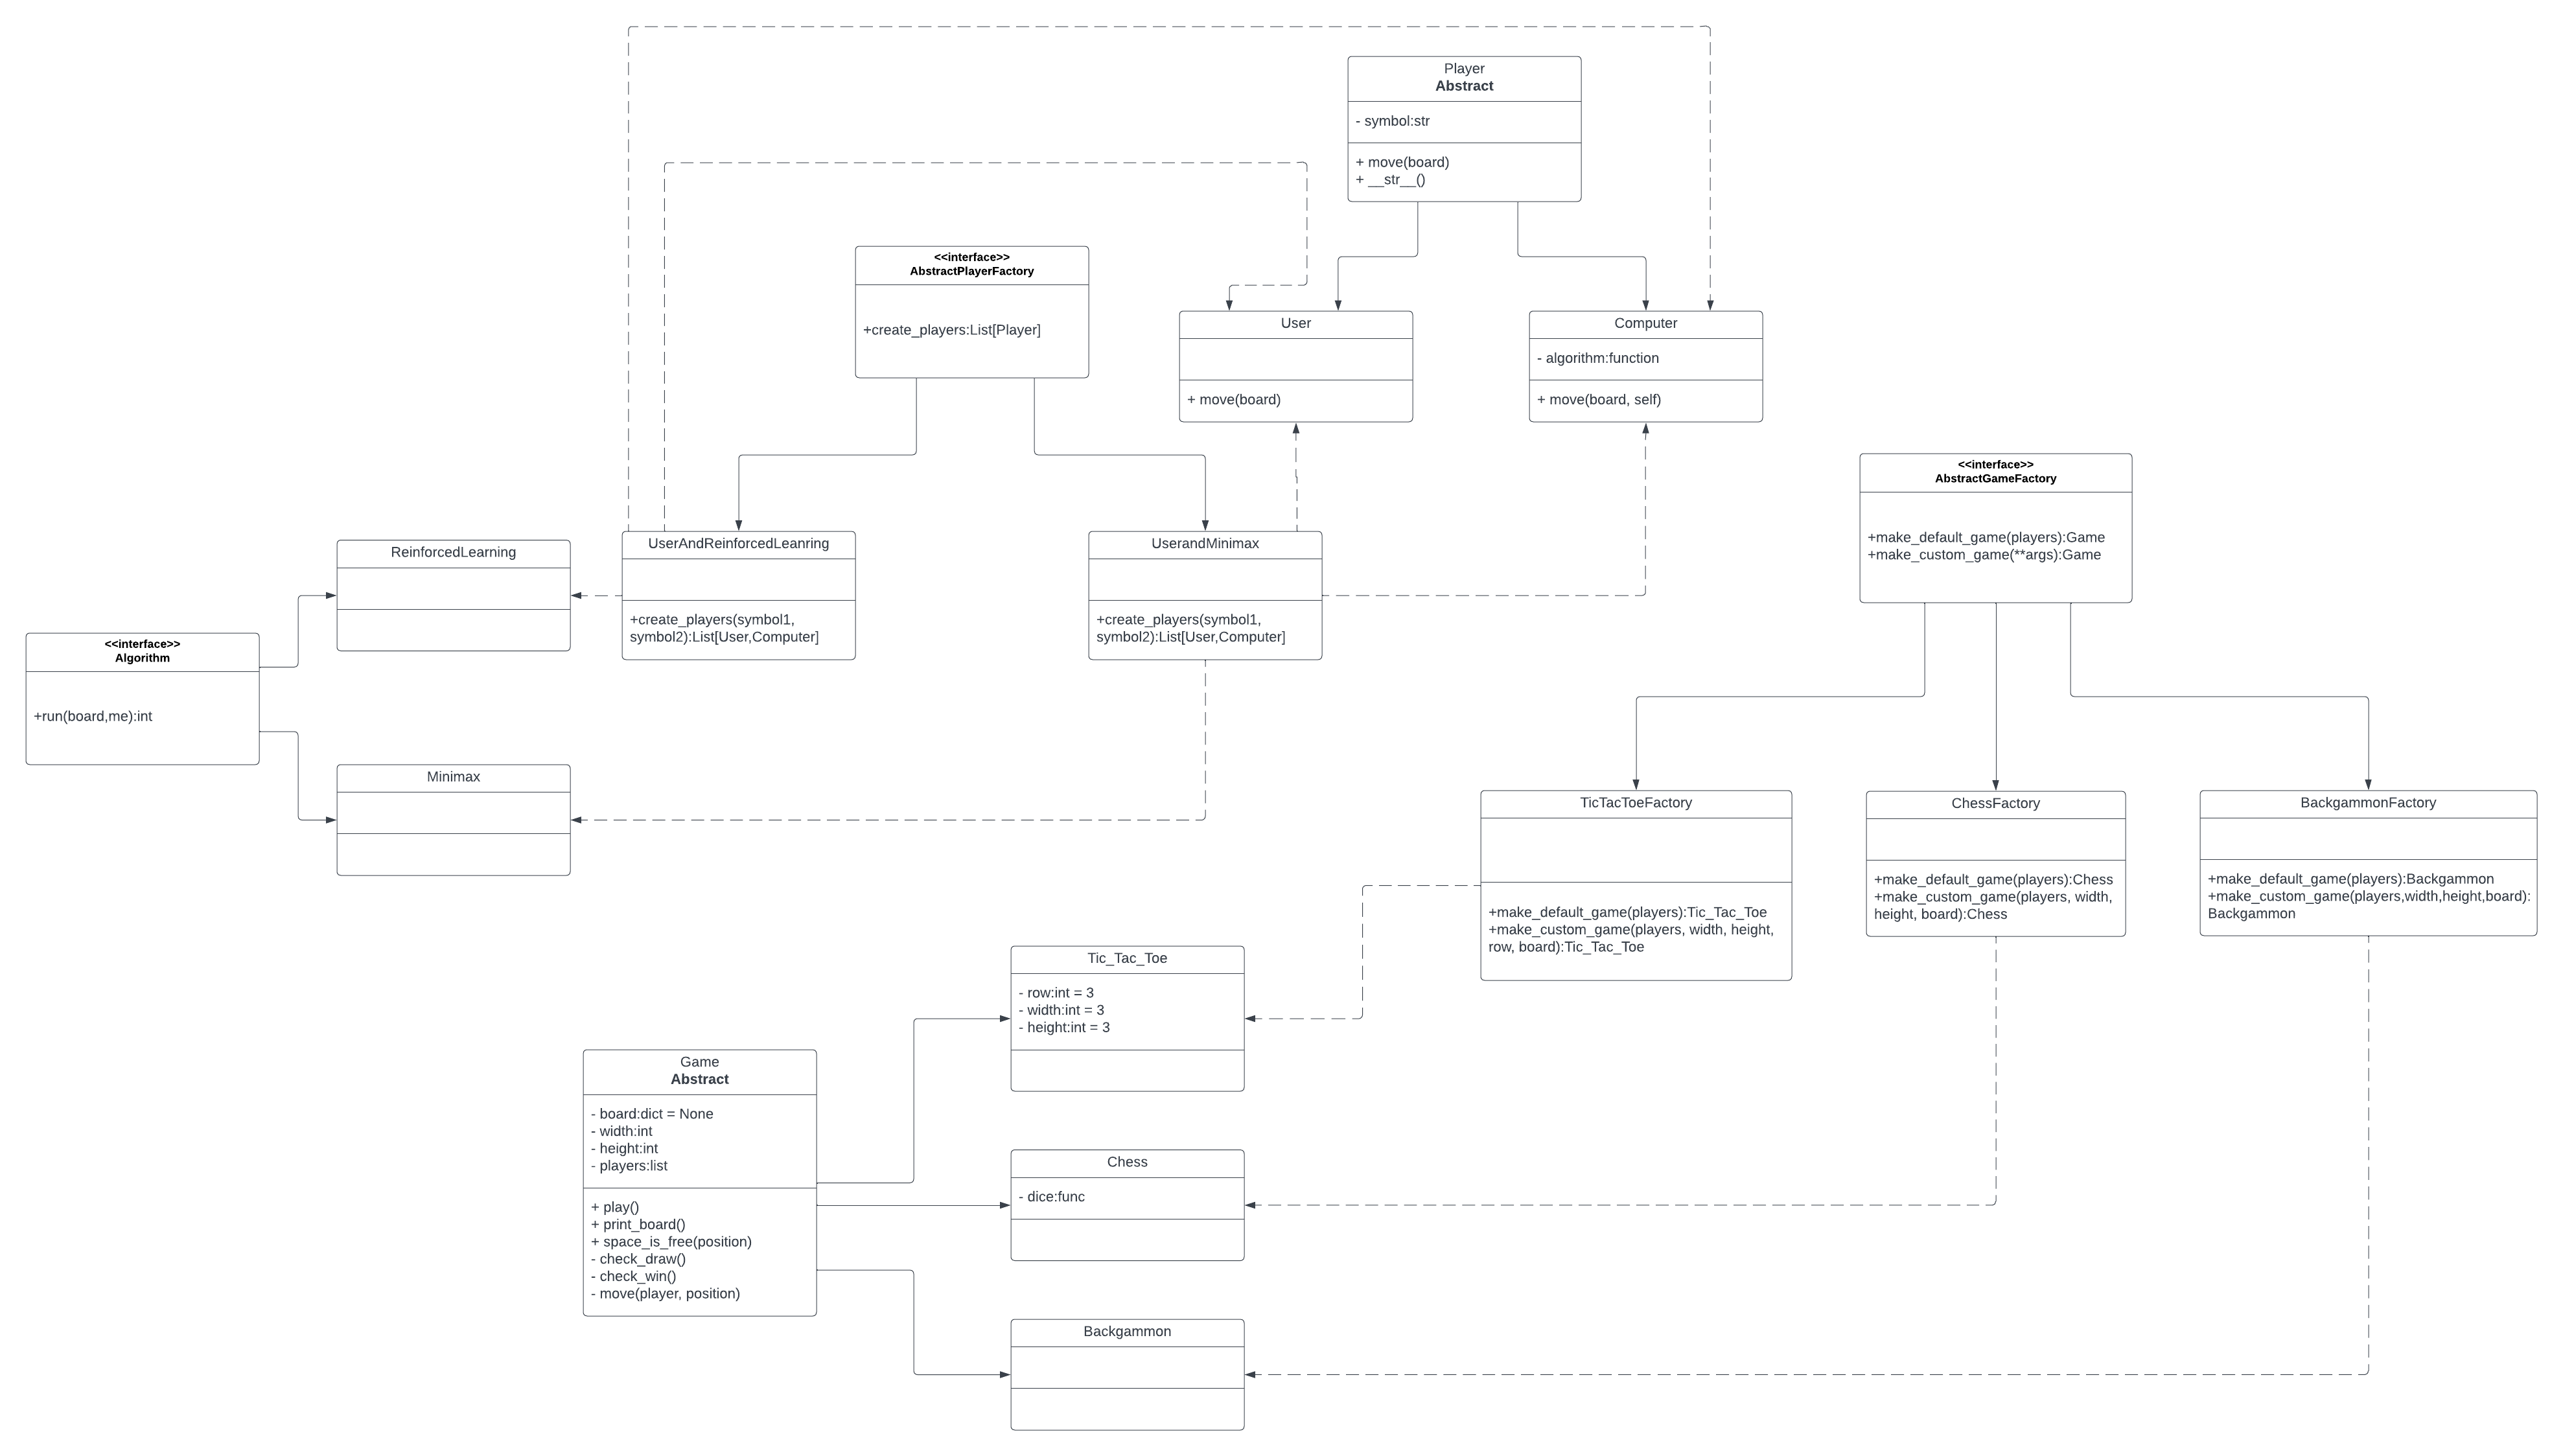 Player
Abstract
- symbol:str
+ move(board)
+ __str__()
<<interface>>
AbstractPlayerFactory
+create_players:List[Player]
User
+ move(board)
Computer
- algorithm:function
+ move(board, self)
<<interface>>
AbstractGameFactory
+make_default_game(players):Game
+make_custom_game(**args):Game
ReinforcedLearning
UserAndReinforcedLeanring
+create_players(symbol1,
symbol2):List[User,Computer]
UserandMinimax
+create_players(symbol1,
symbol2):List[User,Computer]
<<interface>>
Algorithm
+run(board,me):int
Minimax
TicTacToeFactory
+make_default_game(players):Tic_Tac_Toe
+make_custom_game(players, width, height,
row, board):Tic_Tac_Toe
ChessFactory
+make_default_game(players):Chess
+make_custom_game(players, width,
height, board):Chess
BackgammonFactory
+make_default_game(players):Backgammon
+make_custom_game(players,width,height,board):
Backgammon
Tic_Tac_Toe
- row:int = 3
- width:int = 3
- height:int = 3
Game
Abstract
- board:dict = None
- width:int
- height:int
- players:list
+ play()
+ print_board()
+ space_is_free(position)
- check_draw()
- check_win()
- move(player, position)
Chess
- dice:func
Backgammon